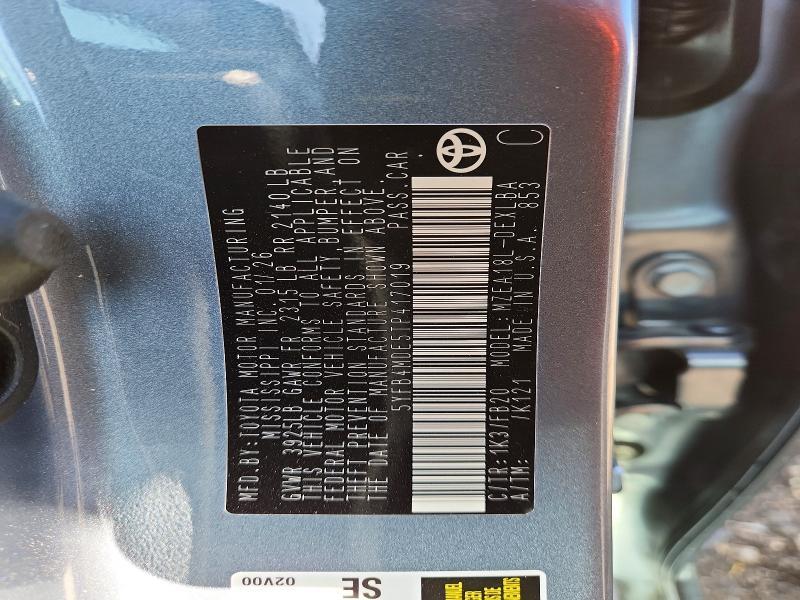 MFD.BY:TOYOTA MOTOR MANUFACTURING
MISSISSIPPI INC. 01/26
GVWR 3925LB GAWR FR 2315 LB RR 2140LB
THIS VEHICLE CONFORMS TO ALL APPLICABLE
FEDERAL MOTOR VEHICLE SAFETY, BUMPER, AND
THEFT PREVENTION STANDARDS IN EFFECT ON
THE DATE OF MANUFACTURE SHOWN ABOVE.
5YFB4MDE5TP417019 PASS.CAR
C/TR:1K3/FB20 MODEL:MZEA18L-DEXLBA
A/TM: /K121 MADE IN U.S.A. 853
C
SE
02V00